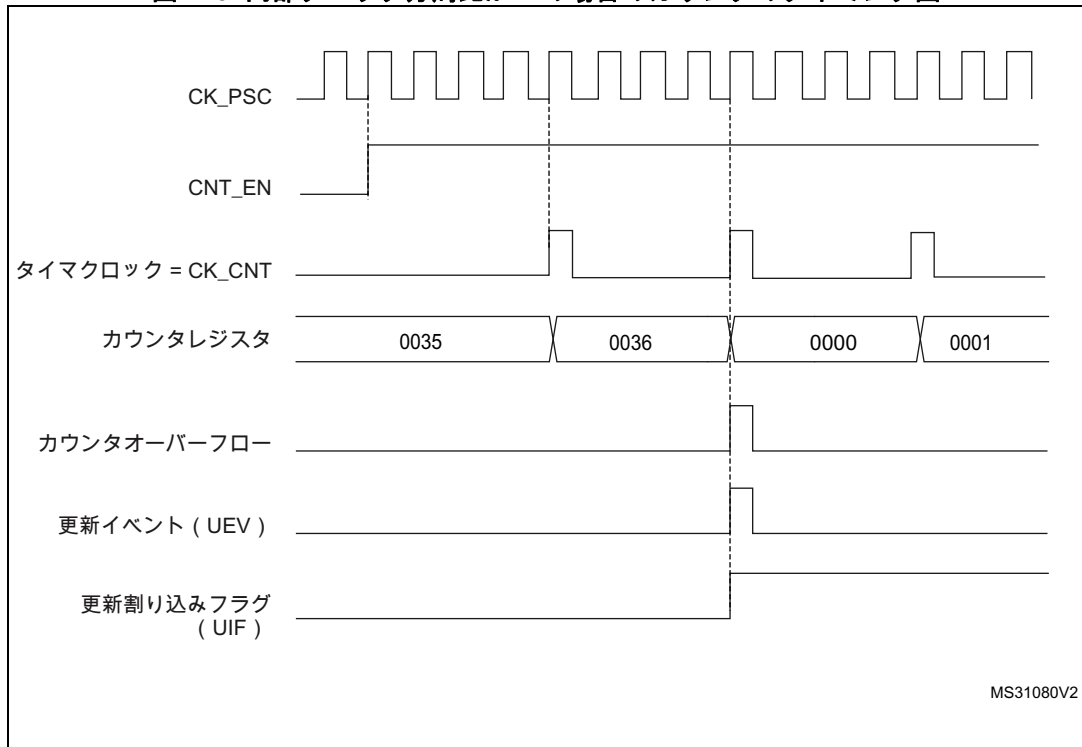 CK_PSC
CNT_EN
タイマクロック = CK_CNT
カウンタレジスタ
0035
0036
0000
0001
カウンタオーバーフロー
更新イベント ( UEV )
更新割り込みフラグ
( UIF )
MS31080V2